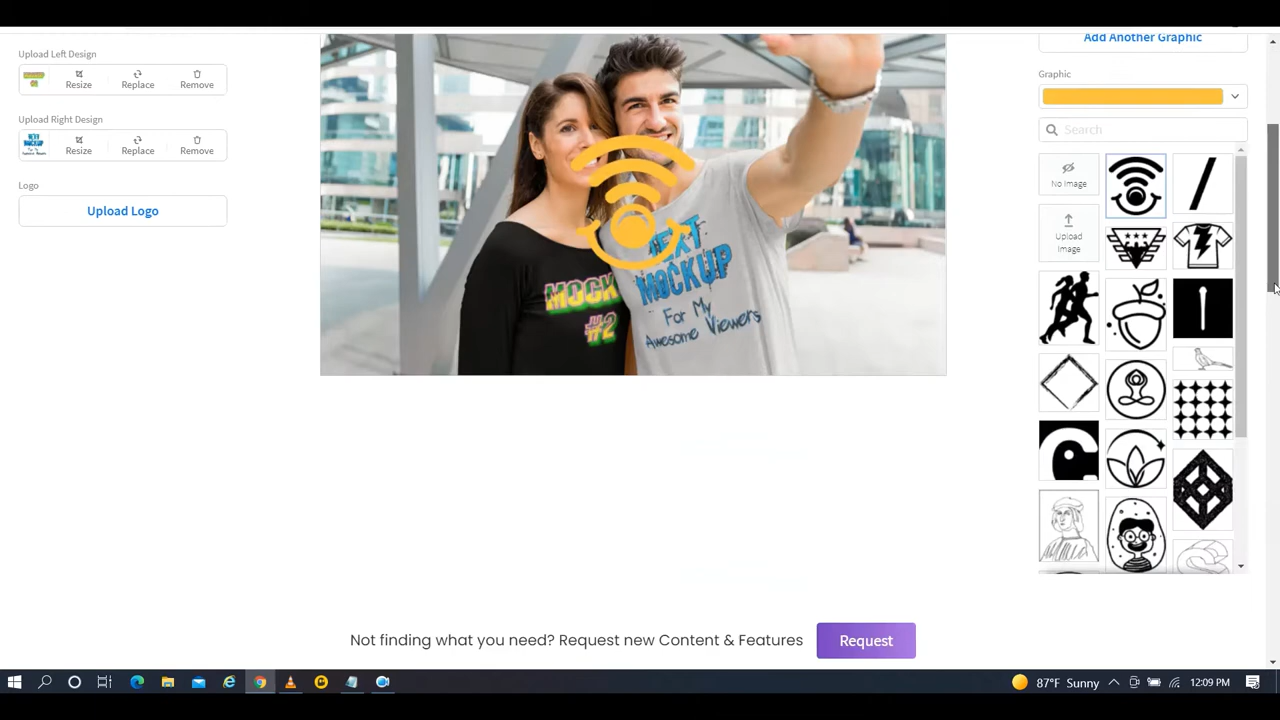 Add Another Graphic
Upload Left Design
Resize
Replace
Remove
Upload Right Design
Resize
Replace
Remove
Logo
Upload Logo
MOCK
#2
TEXT
MOCKUP
For My
Awesome Viewers
Graphic
Search
No Image
Upload
Image
Not finding what you need? Request new Content & Features
Request
87°F Sunny
12:09 PM